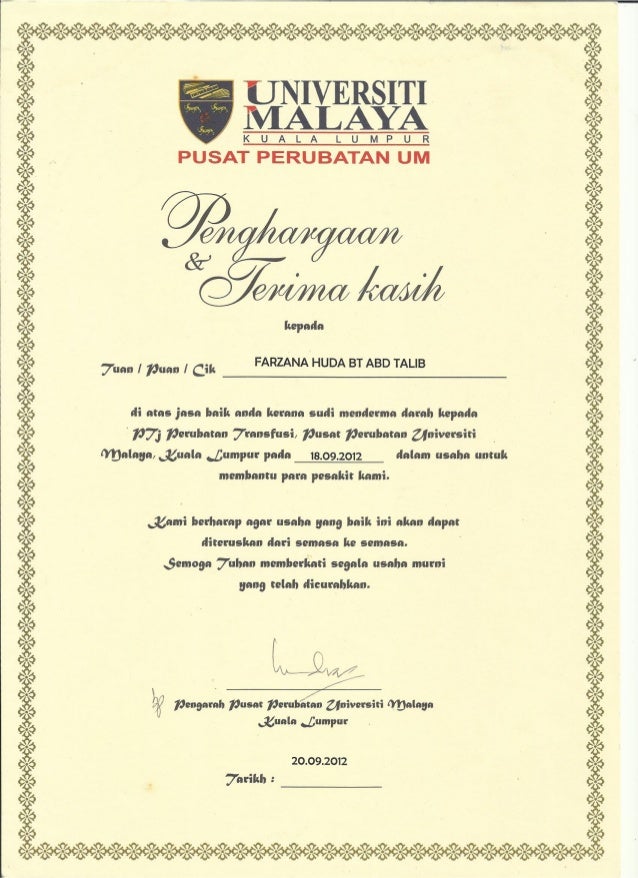 UNIVERSITI
MALAYA
KUALA LUMPUR
PUSAT PERUBATAN UM
Penghargaan
&
Terima kasih
kepada
Tuan / Puan / Cik FARZANA HUDA BT ABD TALIB
di atas jasa baik anda kerana sudi menderma darah kepada
PTj Perubatan Transfusi, Pusat Perubatan Universiti
Malaya, Kuala Lumpur pada 18.09.2012 dalam usaha untuk
membantu para pesakit kami.
Kami berharap agar usaha yang baik ini akan dapat
diteruskan dari semasa ke semasa.
Semoga Tuhan memberkati segala usaha murni
yang telah dicurahkan.
Pengarah Pusat Perubatan Universiti Malaya
Kuala Lumpur
20.09.2012
Tarikh :